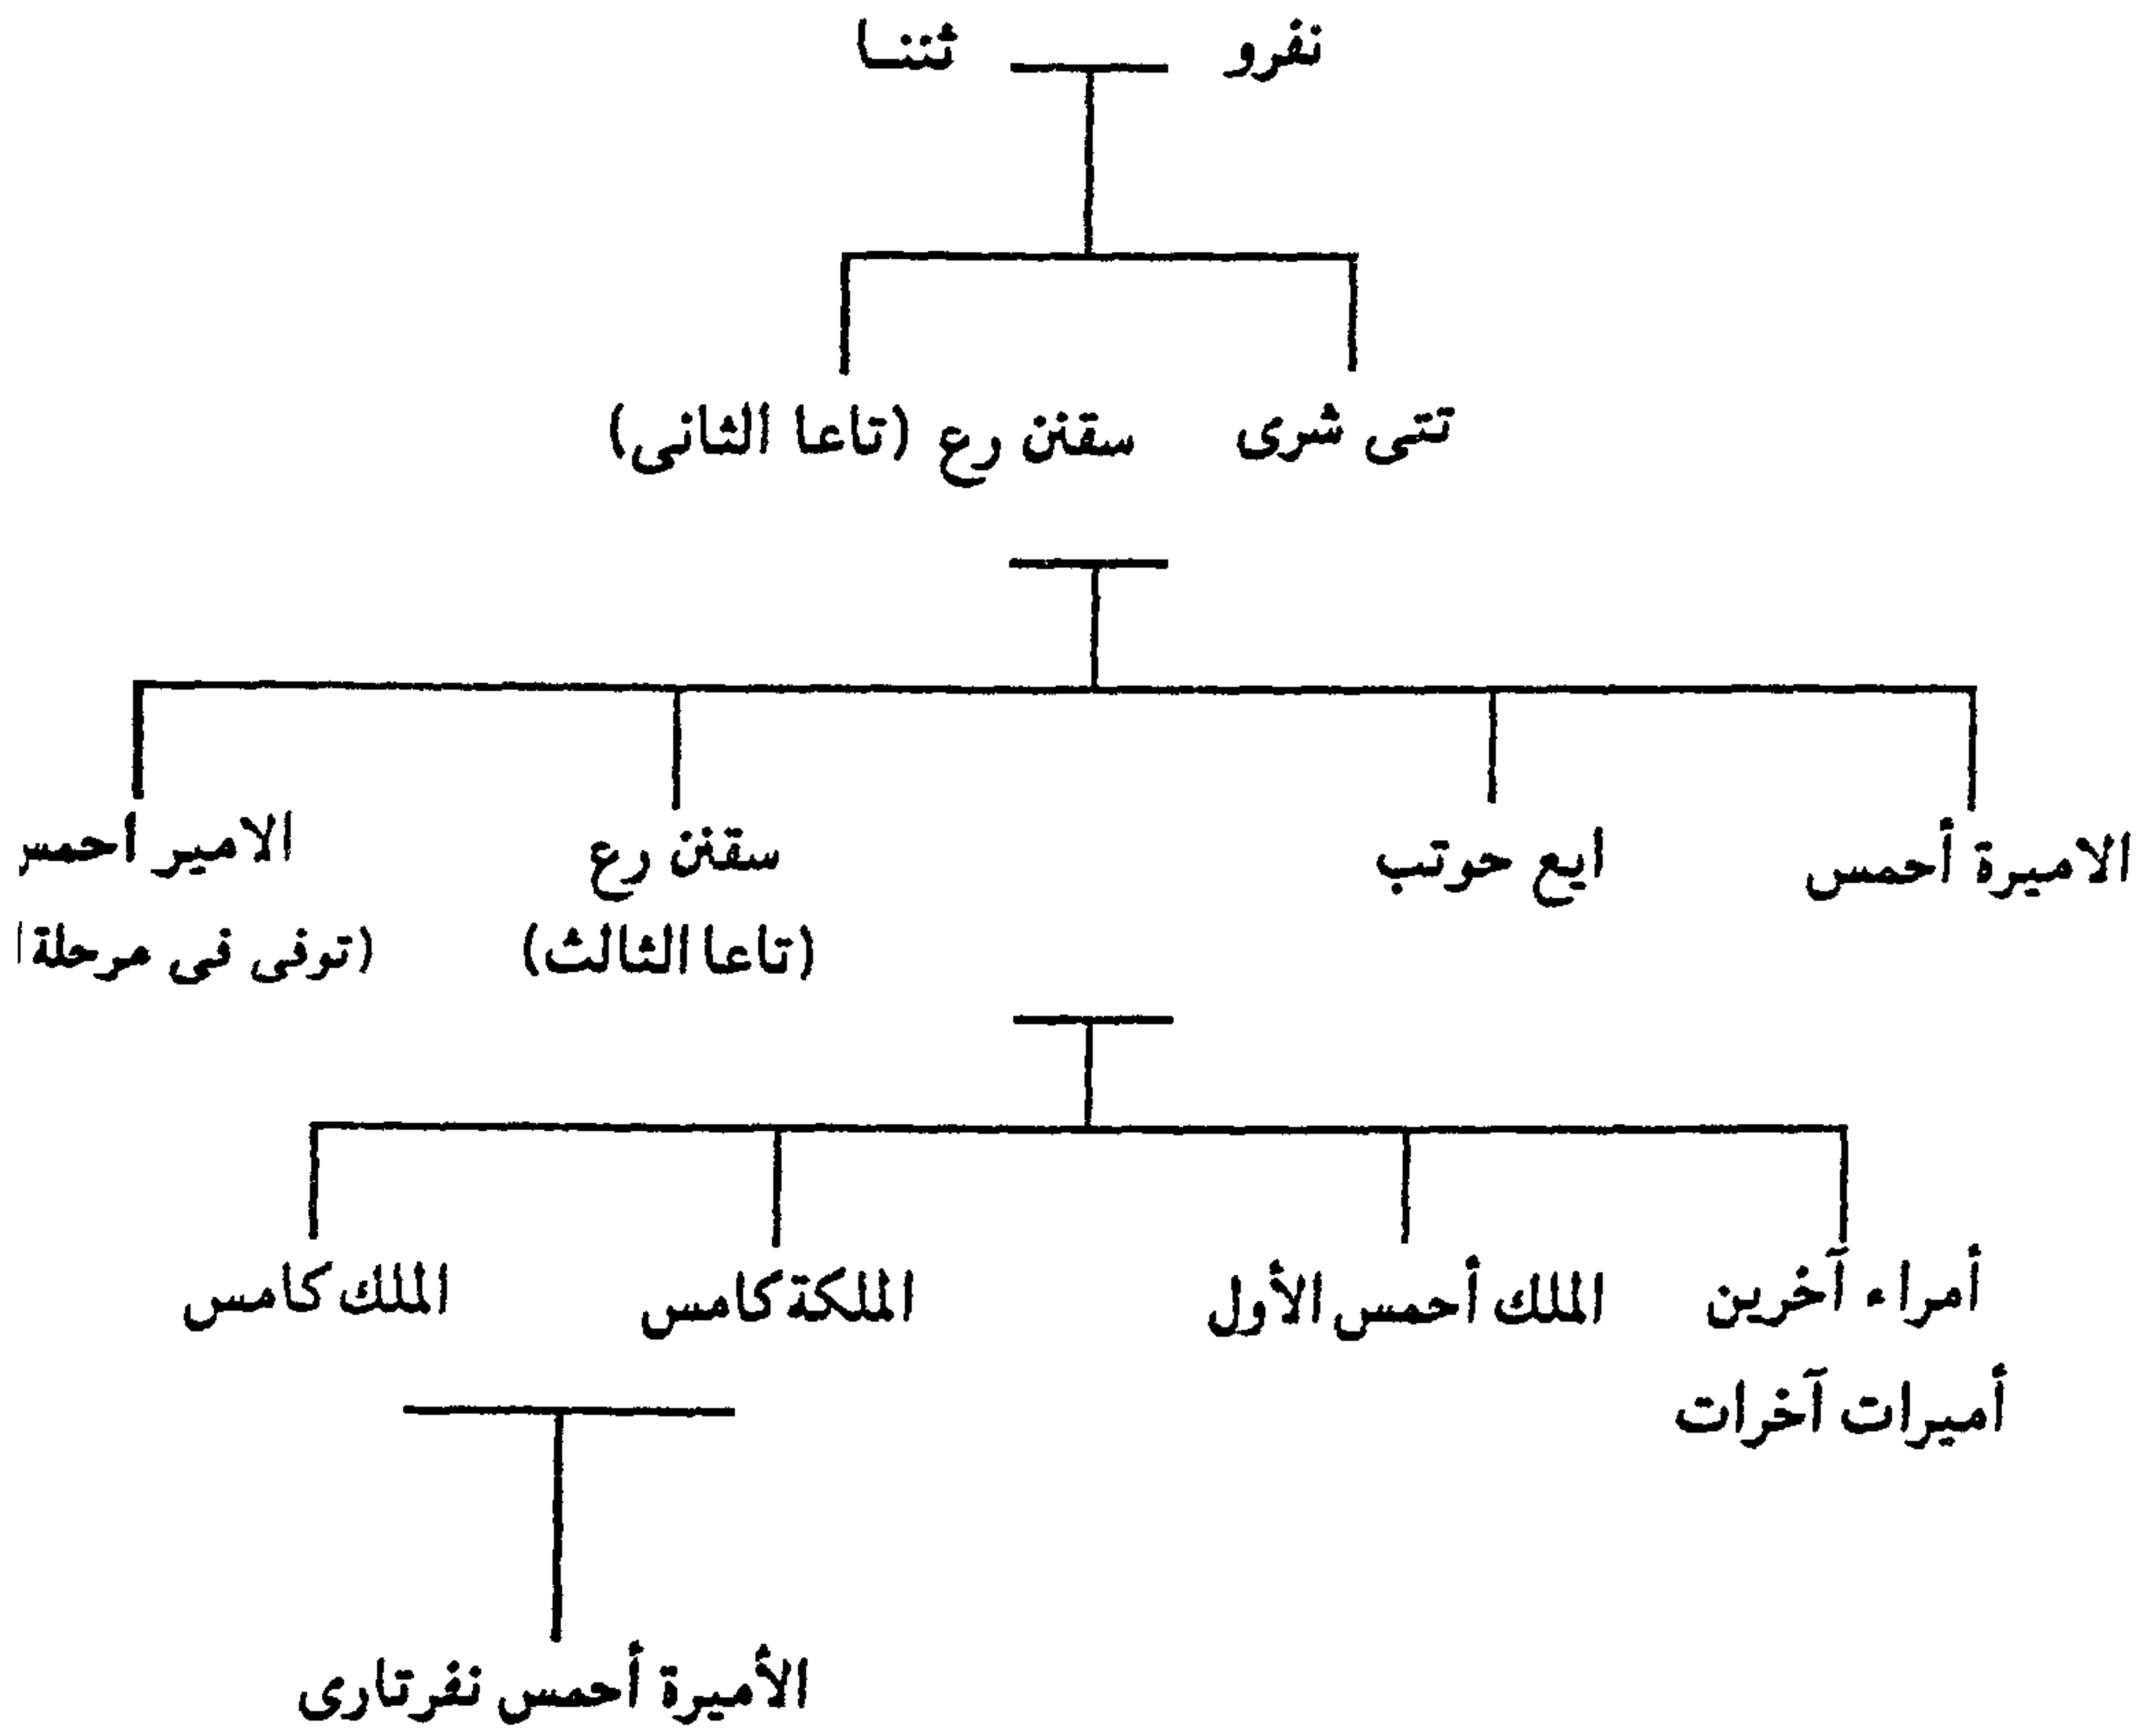 نفرو ثتنا
تتى شرى سقنن رع (تاعا الثانى)
الاميرة أحمس ايع حوتب سقنن رع الامير احمس
(تاعا الثالث) (توفى فى مرحلة
أمراء آخرين الملك أحمس الأول الملكة كامس الملك كامس
أميرات آخرات
الأميرة أحمس نفرتارى